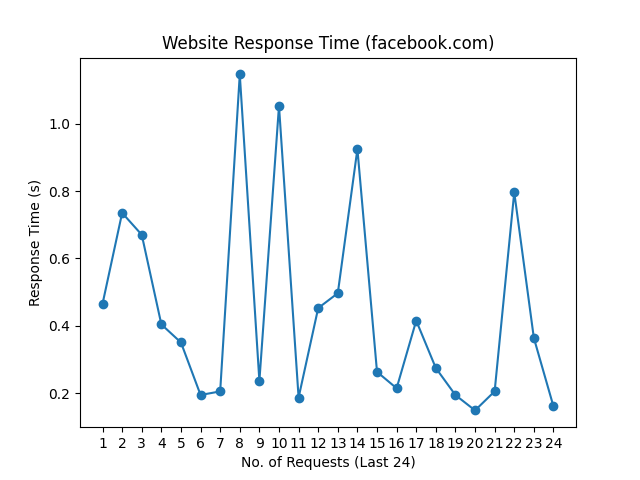 Website Response Time (facebook.com)
Response Time (s)
1.0
0.8
0.6
0.4
0.2
1 2 3 4 5 6 7 8 9 10 11 12 13 14 15 16 17 18 19 20 21 22 23 24
No. of Requests (Last 24)